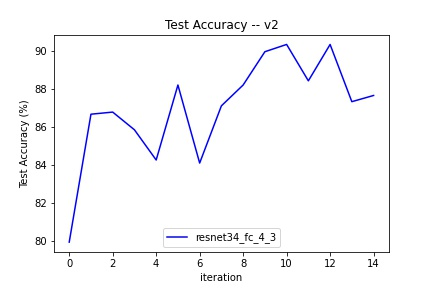 Test Accuracy -- v2
Test Accuracy (%)
90
88
86
84
82
80
resnet34_fc_4_3
0 2 4 6 8 10 12 14
iteration